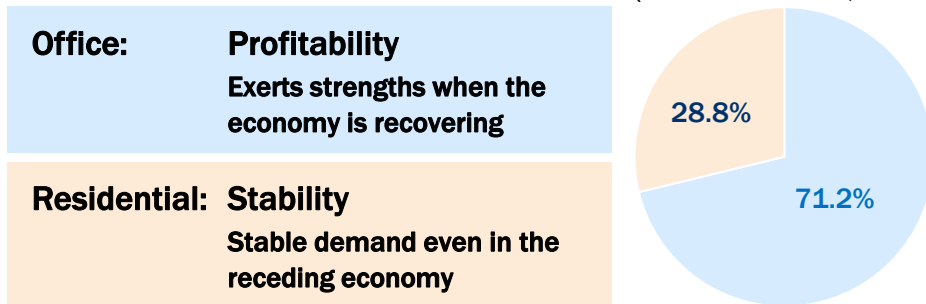 Office: Profitability
Exerts strengths when the
economy is recovering
Residential: Stability
Stable demand even in the
receding economy
28.8%
71.2%